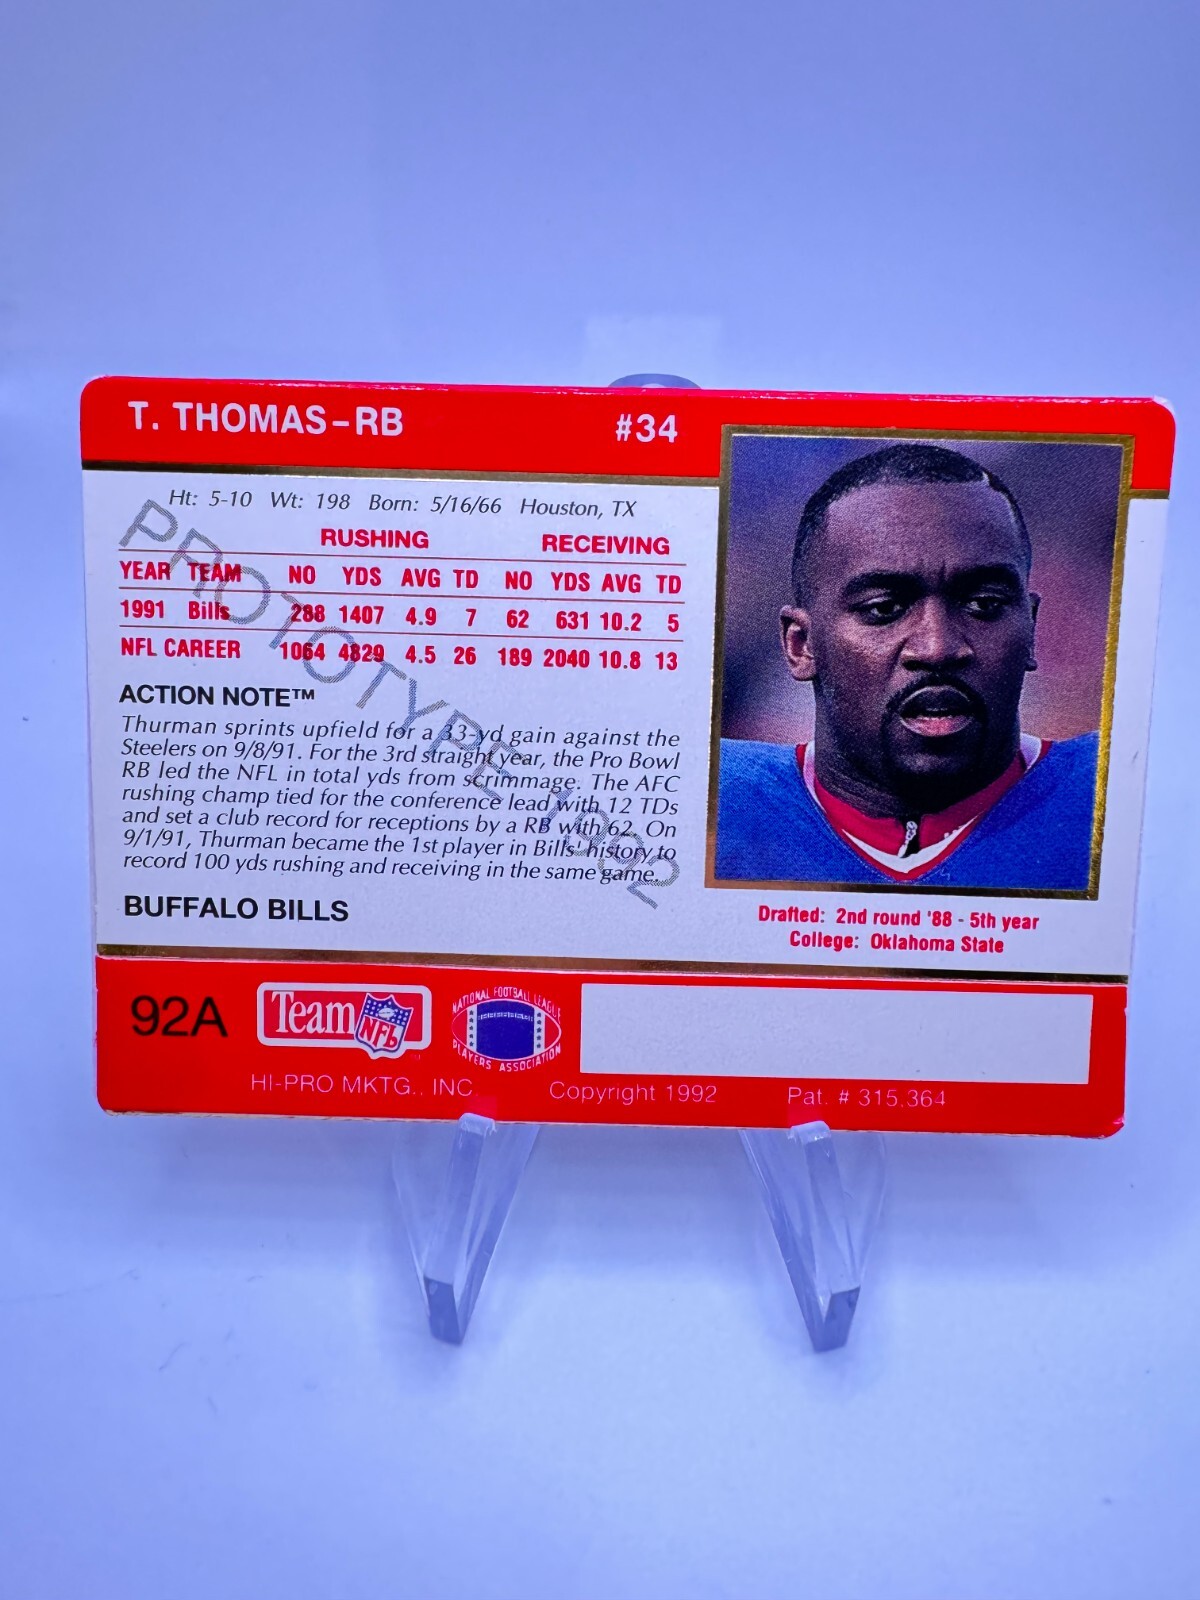 T. THOMAS-RB #34
Ht: 5-10 Wt: 198 Born: 5/16/66 Houston, TX
RUSHING RECEIVING
YEAR TEAM NO YDS AVG TD NO YDS AVG TD
1991 Bills 288 1407 4.9 7 62 631 10.2 5
NFL CAREER 1064 4829 4.5 26 189 2040 10.8 13
PROTOTYPE 1992
ACTION NOTE™
Thurman sprints upfield for a 33-yd gain against the
Steelers on 9/8/91. For the 3rd straight year, the Pro Bowl
RB led the NFL in total yds from scrimmage. The AFC
rushing champ tied for the conference lead with 12 TDs
and set a club record for receptions by a RB with 62. On
9/1/91, Thurman became the 1st player in Bills' history to
record 100 yds rushing and receiving in the same game.
BUFFALO BILLS
Drafted: 2nd round '88 - 5th year
College: Oklahoma State
92A
Team NFL
NATIONAL FOOTBALL LEAGUE
PLAYERS ASSOCIATION
HI-PRO MKTG., INC. Copyright 1992 Pat. # 315,364